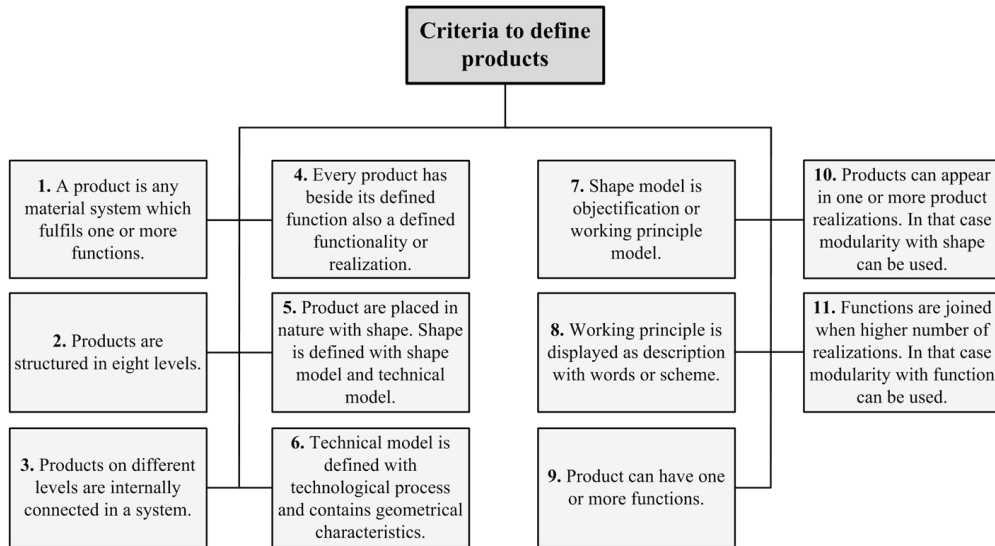 Criteria to define
products
1. A product is any
material system which
fulfils one or more
functions.
2. Products are
structured in eight levels.
3. Products on different
levels are internally
connected in a system.
4. Every product has
beside its defined
function also a defined
functionality or
realization.
5. Product are placed in
nature with shape. Shape
is defined with shape
model and technical
model.
6. Technical model is
defined with
technological process
and contains geometrical
characteristics.
7. Shape model is
objectification or
working principle
model.
8. Working principle is
displayed as description
with words or scheme.
9. Product can have one
or more functions.
10. Products can appear
in one or more product
realizations. In that case
modularity with shape
can be used.
11. Functions are joined
when higher number of
realizations. In that case
modularity with function
can be used.